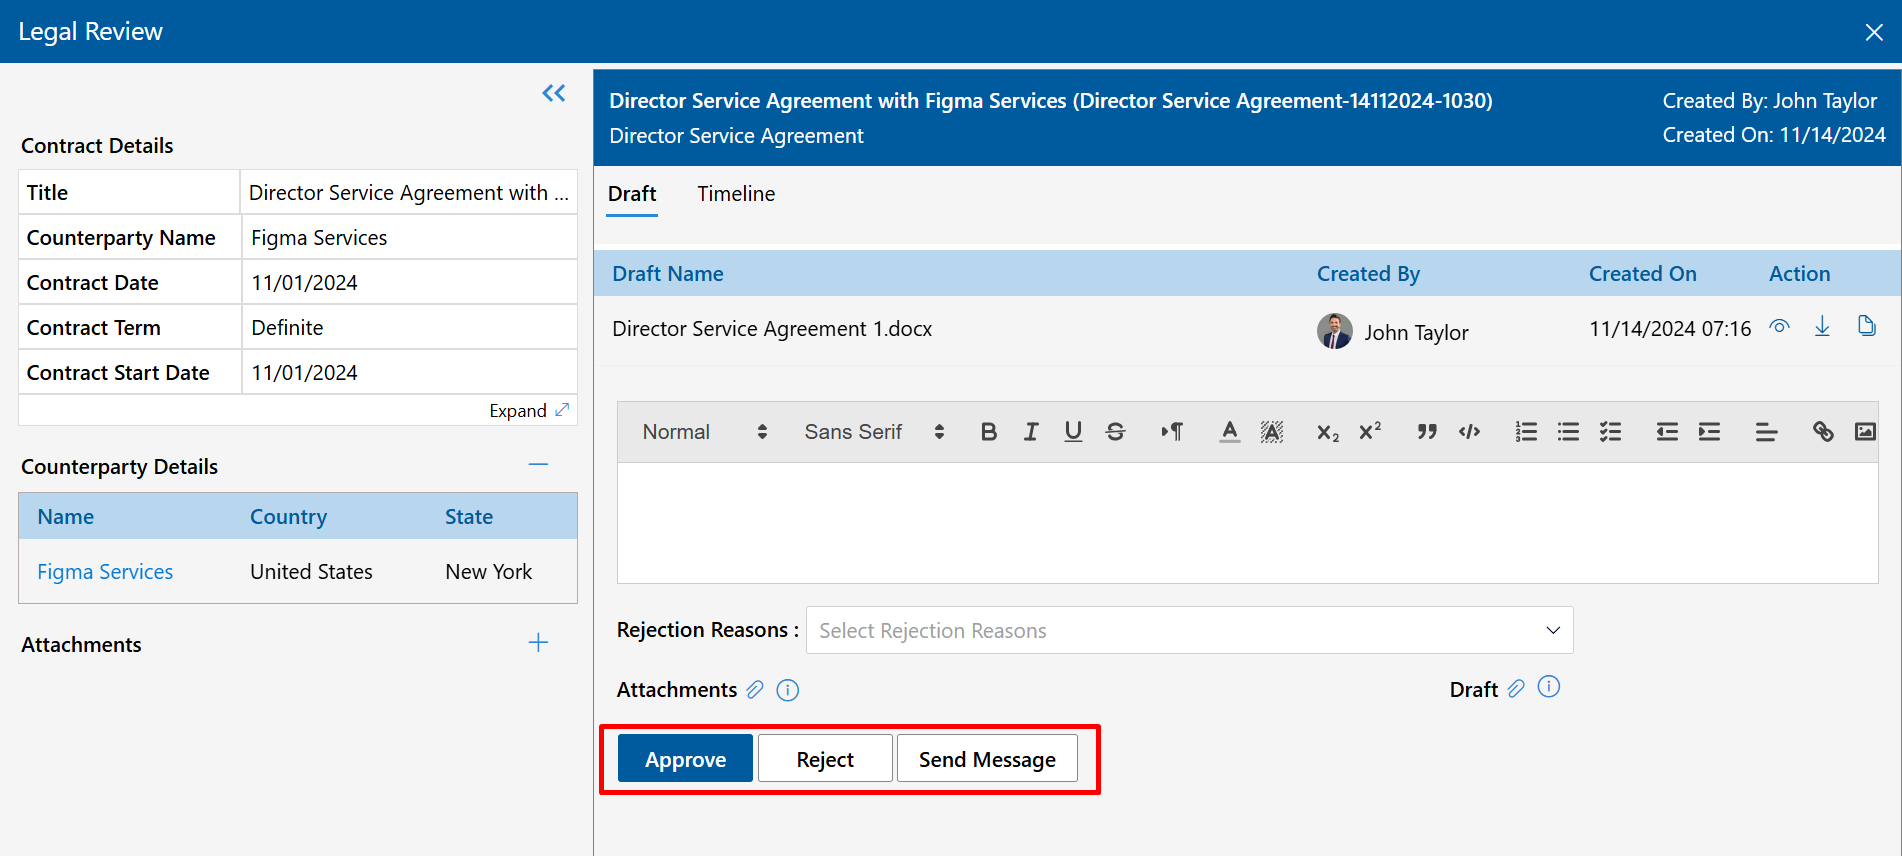 Legal Review
Contract Details
Title Director Service Agreement with ...
Counterparty Name Figma Services
Contract Date 11/01/2024
Contract Term Definite
Contract Start Date 11/01/2024
Expand
Counterparty Details
Name Country State
Figma Services United States New York
Attachments
Director Service Agreement with Figma Services (Director Service Agreement-14112024-1030)
Director Service Agreement
Created By: John Taylor
Created On: 11/14/2024
Draft Timeline
Draft Name Created By Created On Action
Director Service Agreement 1.docx John Taylor 11/14/2024 07:16
Normal Sans Serif
Rejection Reasons : Select Rejection Reasons
Attachments Draft
Approve Reject Send Message